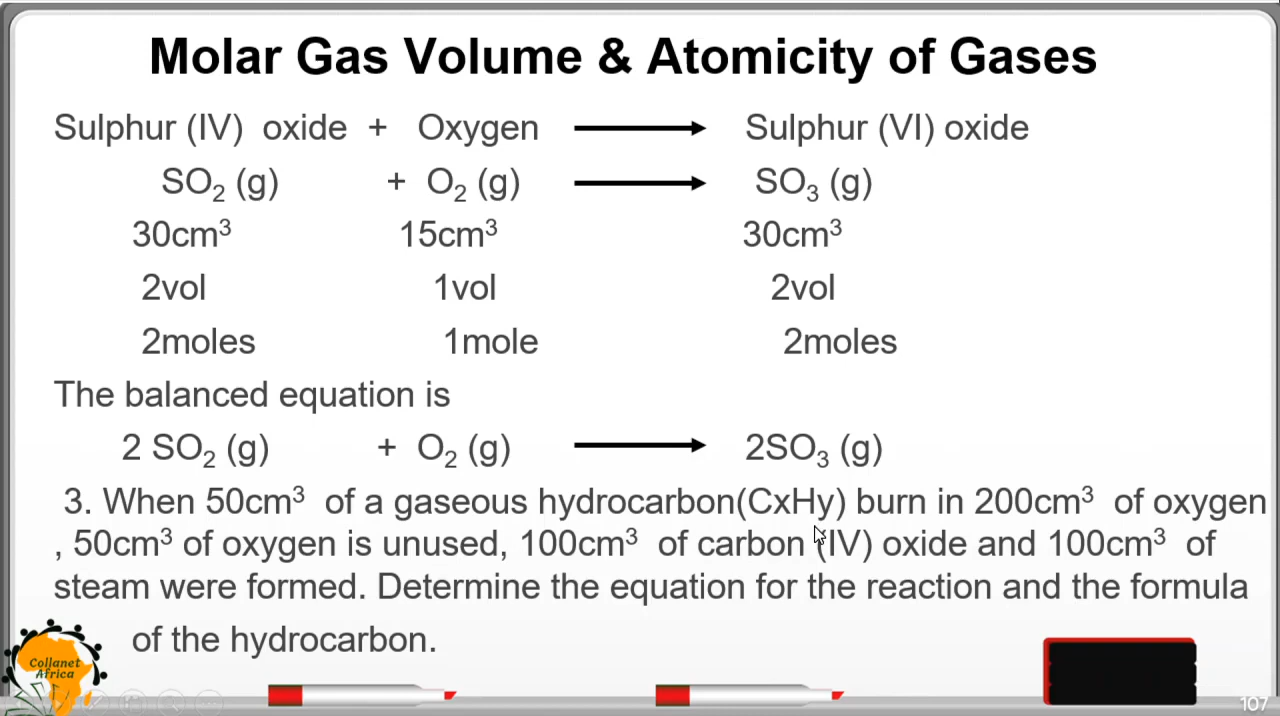 Molar Gas Volume & Atomicity of Gases
Sulphur (IV) oxide + Oxygen Sulphur (VI) oxide
SO₂ (g) + O₂ (g) SO₃ (g)
30cm³ 15cm³ 30cm³
2vol 1vol 2vol
2moles 1mole 2moles
The balanced equation is
2 SO₂ (g) + O₂ (g) 2SO₃ (g)
3. When 50cm³ of a gaseous hydrocarbon(CxHy) burn in 200cm³ of oxygen
, 50cm³ of oxygen is unused, 100cm³ of carbon (IV) oxide and 100cm³ of
steam were formed. Determine the equation for the reaction and the formula
of the hydrocarbon.
Collanet
Africa
107